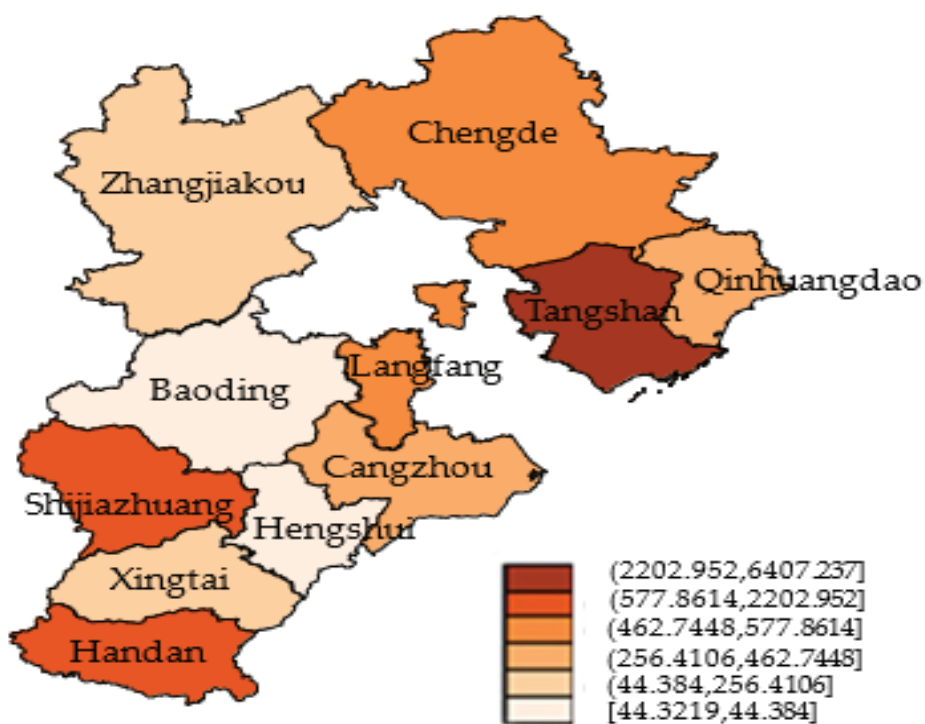 Chengde
Zhangjiakou
Qinhuangdao
Tangshan
Langfang
Baoding
Cangzhou
Shijiazhuang
Hengshui
Xingtai
Handan
(2202.952,6407.237]
(577.8614,2202.952]
(462.7448,577.8614]
(256.4106,462.7448]
(44.384,256.4106]
[44.3219,44.384]